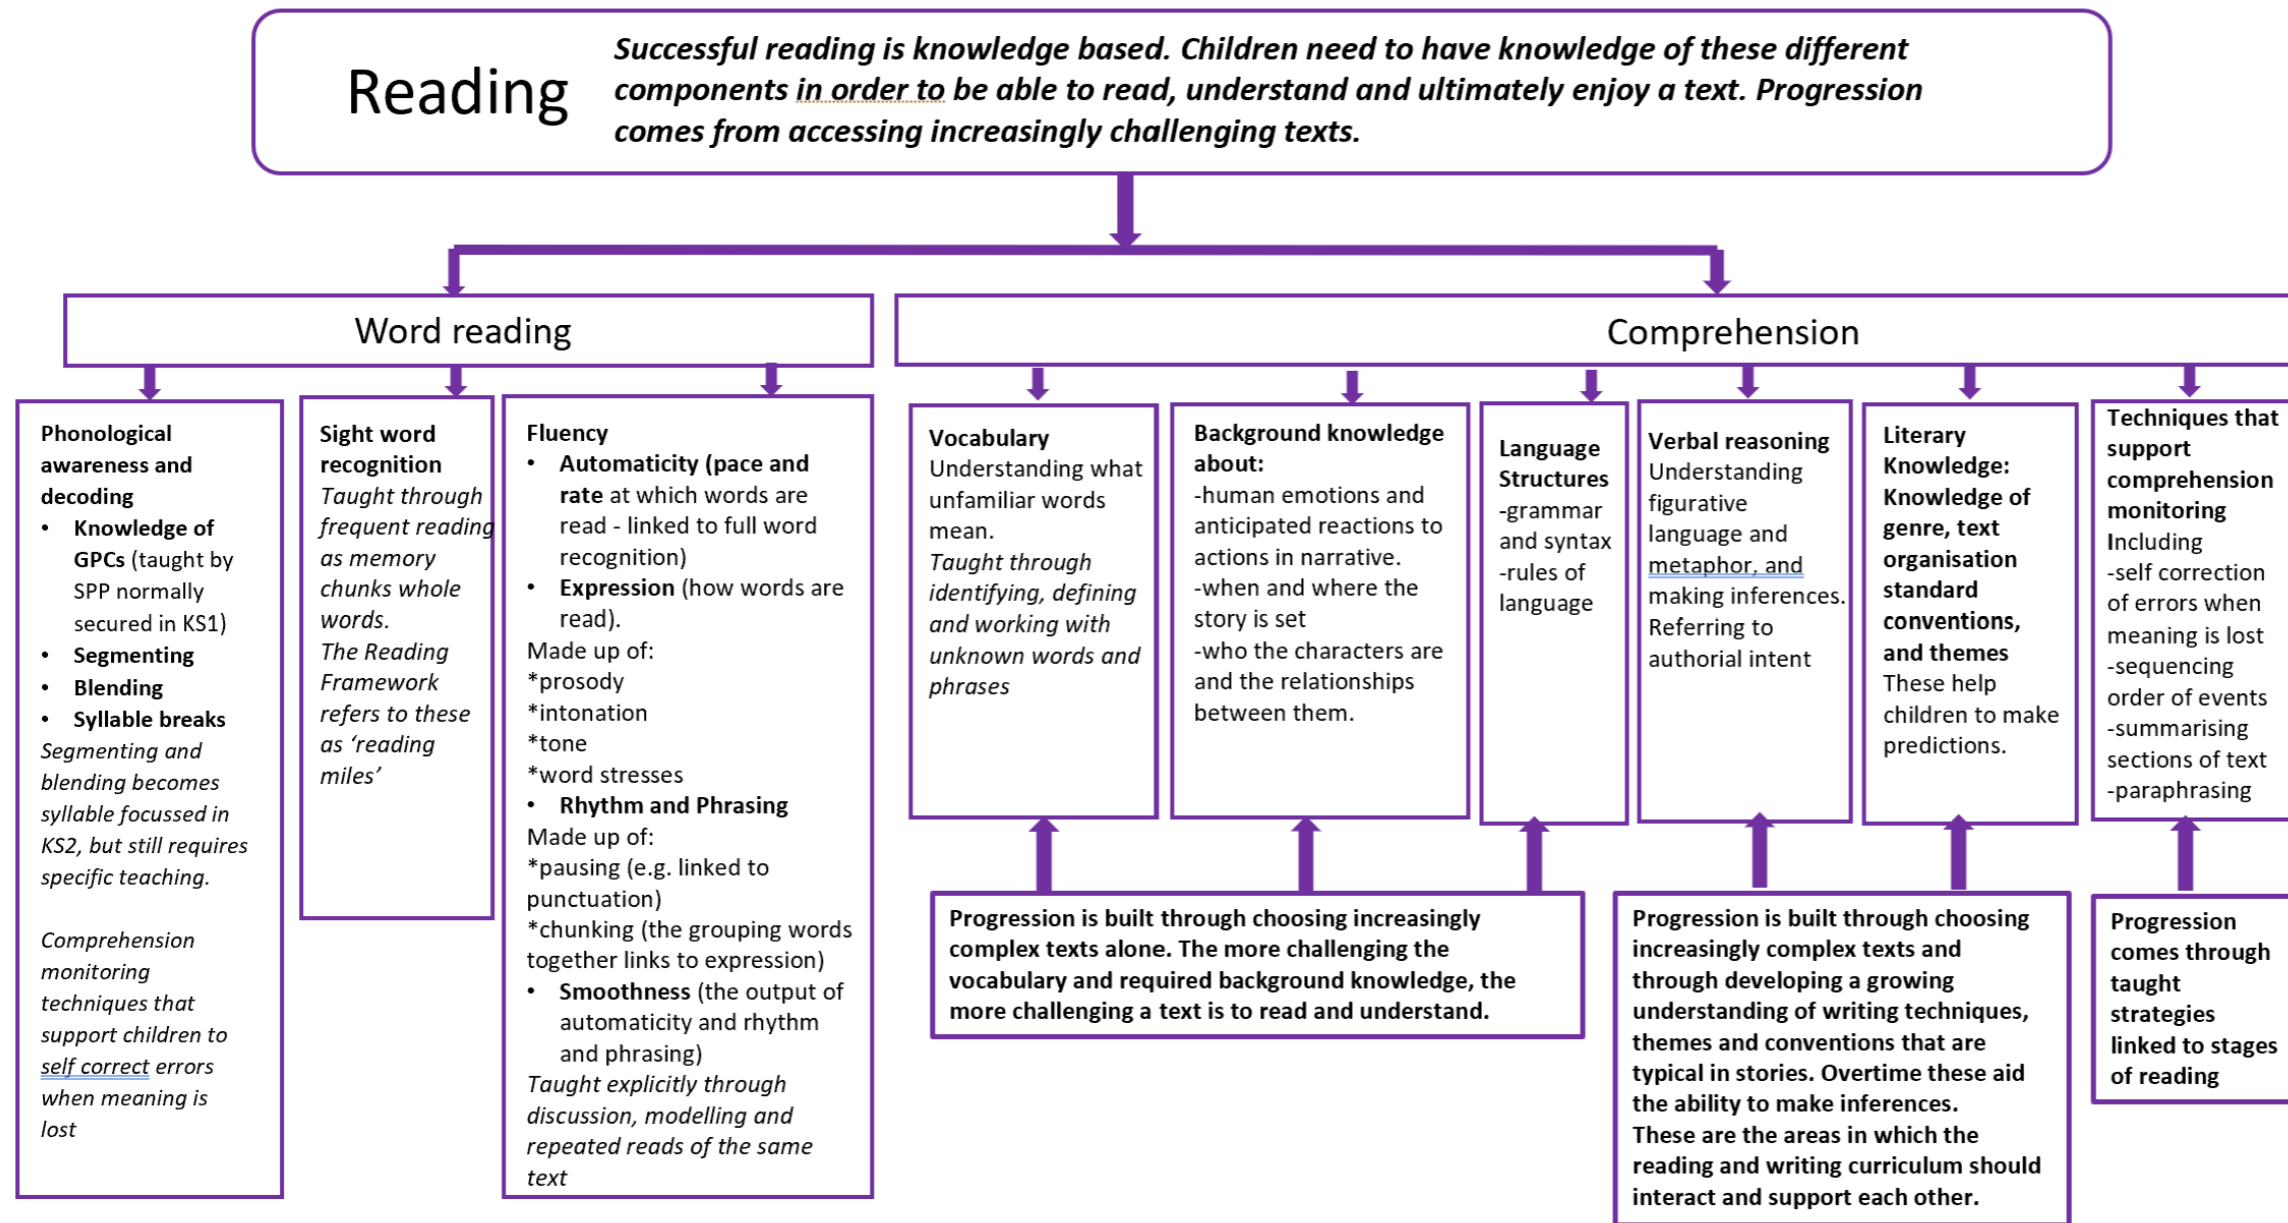 Reading
Successful reading is knowledge based. Children need to have knowledge of these different
components in order to be able to read, understand and ultimately enjoy a text. Progression
comes from accessing increasingly challenging texts.
Word reading
Phonological
awareness and
decoding
• Knowledge of
GPCs (taught by
SPP normally
secured in KS1)
• Segmenting
• Blending
• Syllable breaks
Segmenting and
blending becomes
syllable focussed in
KS2, but still requires
specific teaching.
Comprehension
monitoring
techniques that
support children to
self correct errors
when meaning is
lost
Sight word
recognition
Taught through
frequent reading
as memory
chunks whole
words.
The Reading
Framework
refers to these
as ‘reading
miles’
Fluency
• Automaticity (pace and
rate at which words are
read - linked to full word
recognition)
• Expression (how words are
read).
Made up of:
*prosody
*intonation
*tone
*word stresses
• Rhythm and Phrasing
Made up of:
*pausing (e.g. linked to
punctuation)
*chunking (the grouping words
together links to expression)
• Smoothness (the output of
automaticity and rhythm
and phrasing)
Taught explicitly through
discussion, modelling and
repeated reads of the same
text
Comprehension
Vocabulary
Understanding what
unfamiliar words
mean.
Taught through
identifying, defining
and working with
unknown words and
phrases
Background knowledge
about:
-human emotions and
anticipated reactions to
actions in narrative.
-when and where the
story is set
-who the characters are
and the relationships
between them.
Language
Structures
-grammar
and syntax
-rules of
language
Verbal reasoning
Understanding
figurative
language and
metaphor, and
making inferences.
Referring to
authorial intent
Literary
Knowledge:
Knowledge of
genre, text
organisation
standard
conventions,
and themes
These help
children to make
predictions.
Techniques that
support
comprehension
monitoring
Including
-self correction
of errors when
meaning is lost
-sequencing
order of events
-summarising
sections of text
-paraphrasing
Progression is built through choosing increasingly
complex texts alone. The more challenging the
vocabulary and required background knowledge, the
more challenging a text is to read and understand.
Progression is built through choosing
increasingly complex texts and
through developing a growing
understanding of writing techniques,
themes and conventions that are
typical in stories. Overtime these aid
the ability to make inferences.
These are the areas in which the
reading and writing curriculum should
interact and support each other.
Progression
comes through
taught
strategies
linked to stages
of reading